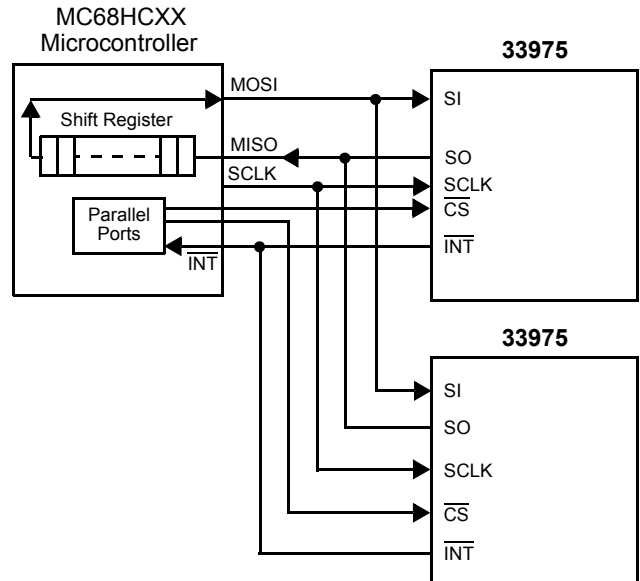 MC68HCXX
Microcontroller
33975
MOSI
SI
Shift Register
MISO
SO
SCLK
SCLK
CS
Parallel
Ports
INT
INT
33975
SI
SO
SCLK
CS
INT